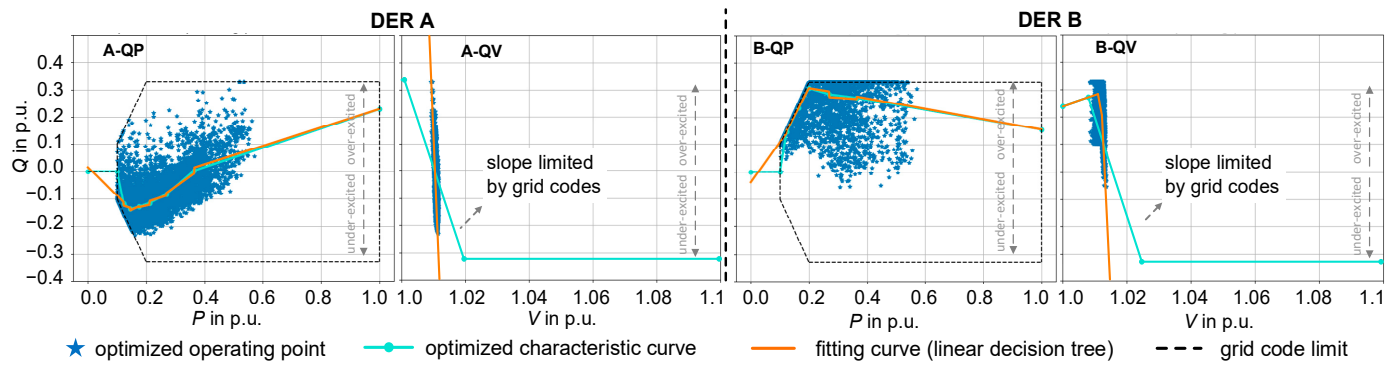 DER A
DER B
A-QP
A-QV
B-QP
B-QV
Q in p.u.
0.4
0.3
0.2
0.1
0.0
−0.1
−0.2
−0.3
−0.4
under-excited over-excited
slope limited
by grid codes
under-excited over-excited
under-excited over-excited
slope limited
by grid codes
under-excited over-excited
0.0 0.2 0.4 0.6 0.8 1.0
1.0 1.02 1.04 1.06 1.08 1.1
0.0 0.2 0.4 0.6 0.8 1.0
1.0 1.02 1.04 1.06 1.08 1.1
P in p.u.
V in p.u.
P in p.u.
V in p.u.
optimized operating point
optimized characteristic curve
fitting curve (linear decision tree)
grid code limit